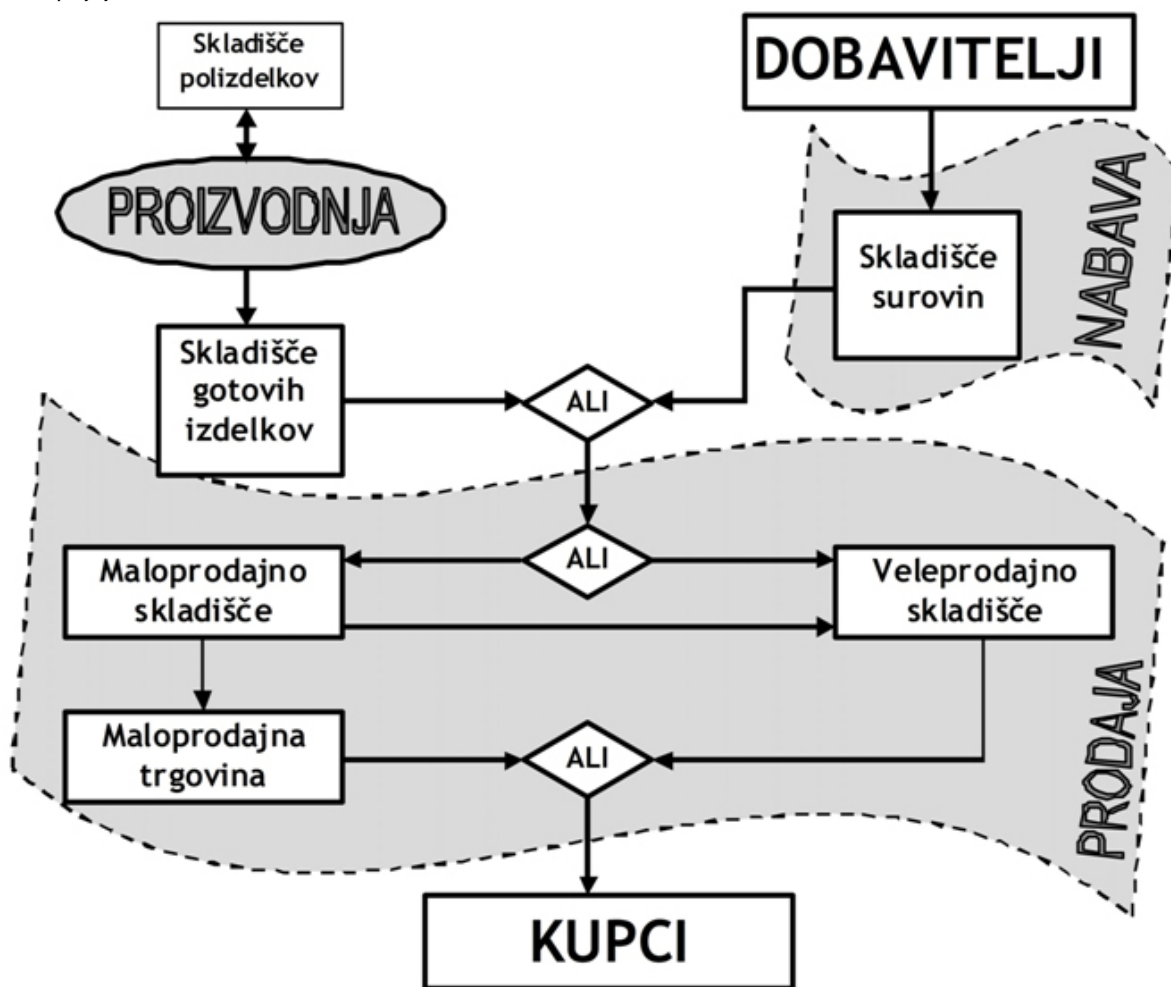 Skladišče
polizdelkov
DOBAVITELJI
PROIZVODNJA
NABAVA
Skladišče
surovin
Skladišče
gotovih
izdelkov
ALI
ALI
Maloprodajno
skladišče
Veleprodajno
skladišče
PRODAJA
Maloprodajna
trgovina
ALI
KUPCI